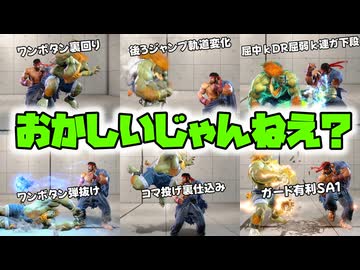 ワンボタン裏回り
後ろジャンプ軌道変化
屈中kDR屈弱k連ガ下段
おかしいじゃんねえ?
ワンボタン弾抜け
コマ投げ裏仕込み
ガード有利SA1